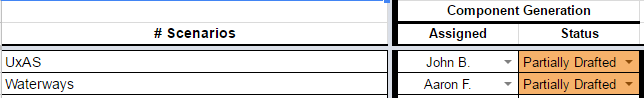 Component Generation
# Scenarios Assigned Status
UxAS John B. Partially Drafted
Waterways Aaron F. Partially Drafted